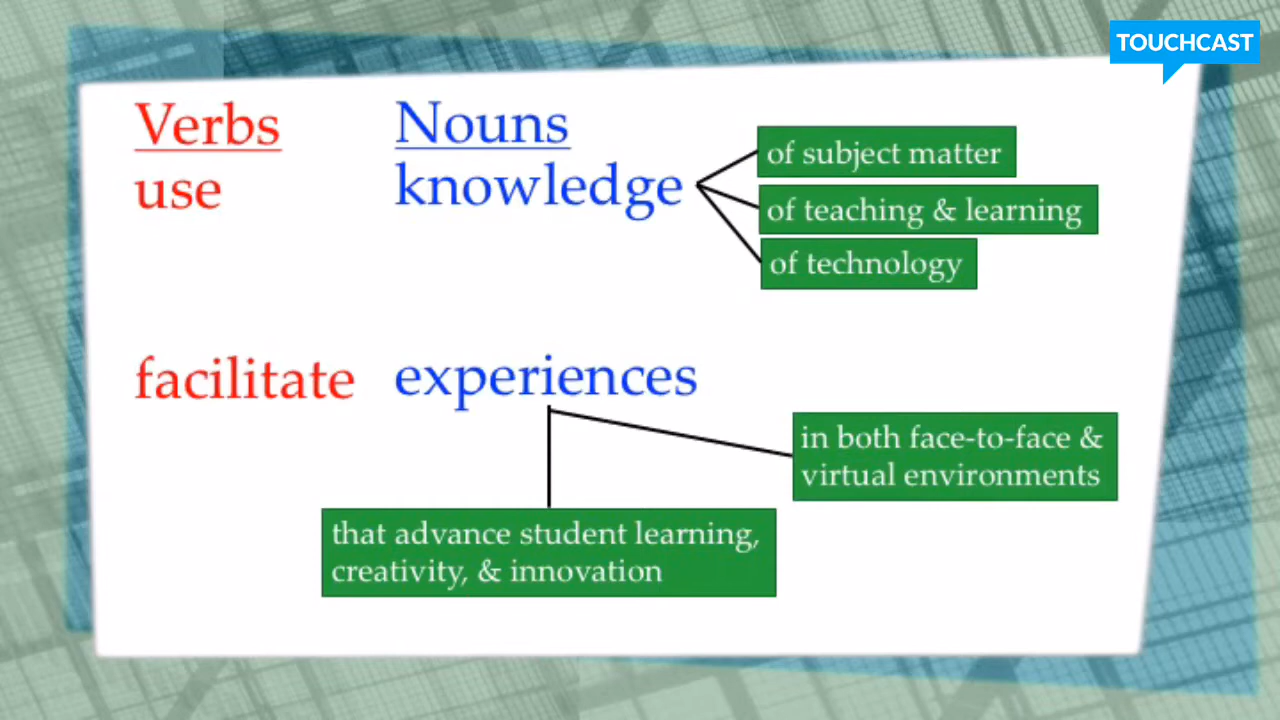 TOUCHCAST
Verbs
Nouns
use
knowledge
of subject matter
of teaching & learning
of technology
facilitate
experiences
in both face-to-face &
virtual environments
that advance student learning,
creativity, & innovation